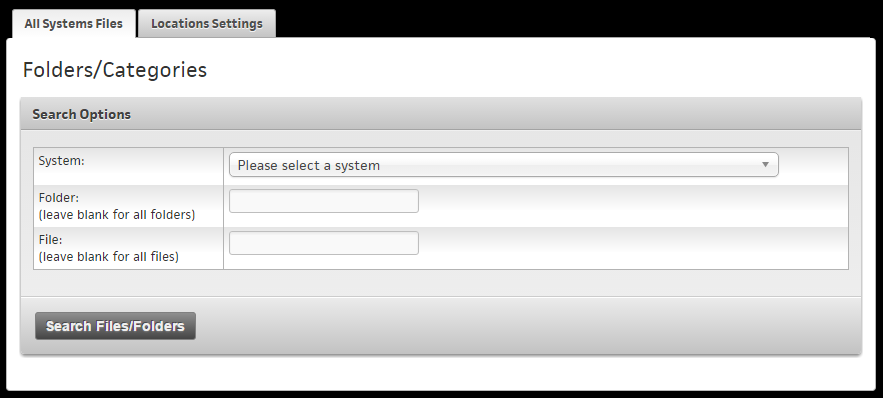 All Systems Files
Locations Settings
Folders/Categories
Search Options
System:
Please select a system
Folder:
(leave blank for all folders)
File:
(leave blank for all files)
Search Files/Folders